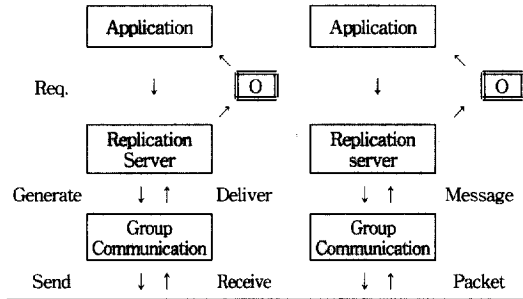 Application Application
Req. ↓ O ↓ O
Replication Replication
Server server
Generate ↓ ↑ Deliver ↓ ↑ Message
Group Group
Communication Communication
Send ↓ ↑ Receive ↓ ↑ Packet